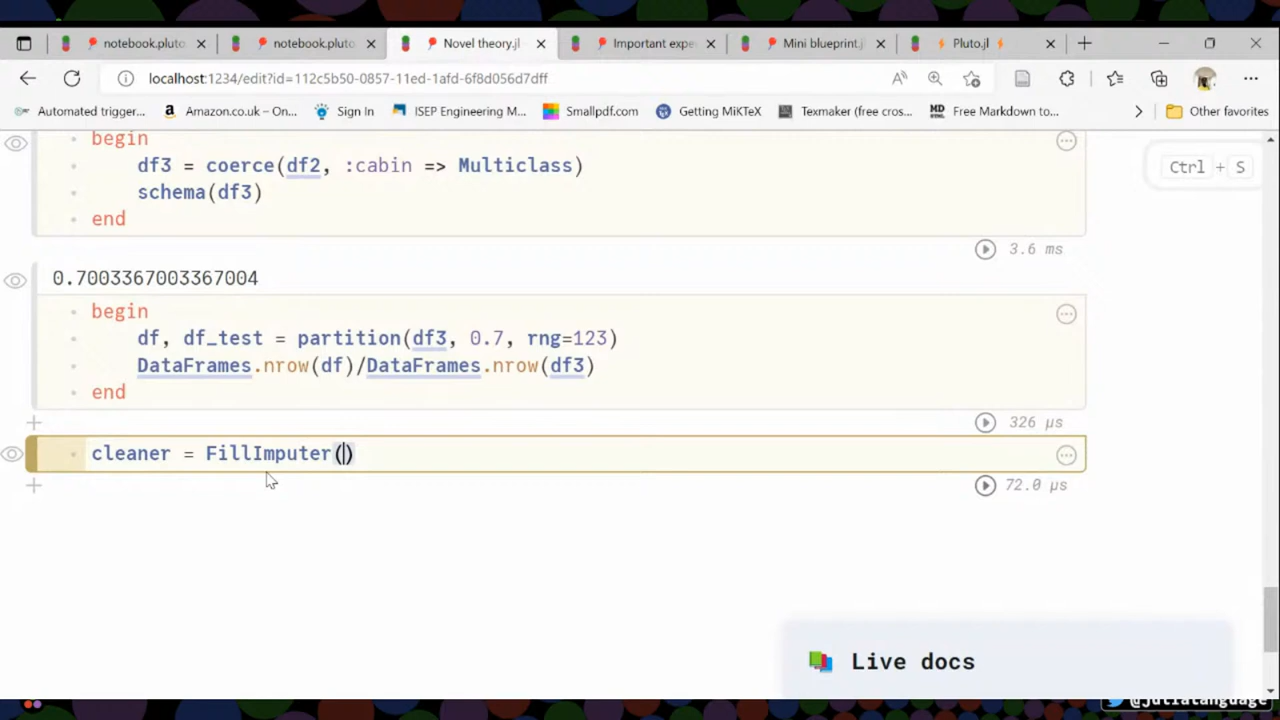 notebook.pluto
notebook.pluto
Novel theory.jl
Important expe
Mini blueprint.j
Pluto.jl
localhost:1234/edit?id=112c5b50-0857-11ed-1afd-6f8d056d7dff
Automated trigger...
Amazon.co.uk – On...
Sign In
ISEP Engineering M...
Smallpdf.com
Getting MiKTeX
Texmaker (free cros...
MD
Free Markdown to...
Other favorites
begin
df3 = coerce(df2, :cabin => Multiclass)
schema(df3)
end
Ctrl + S
3.6 ms
0.7003367003367004
begin
df, df_test = partition(df3, 0.7, rng=123)
DataFrames.nrow(df)/DataFrames.nrow(df3)
end
326 µs
cleaner = FillImputer()
72.0 µs
Live docs
@julialanguage